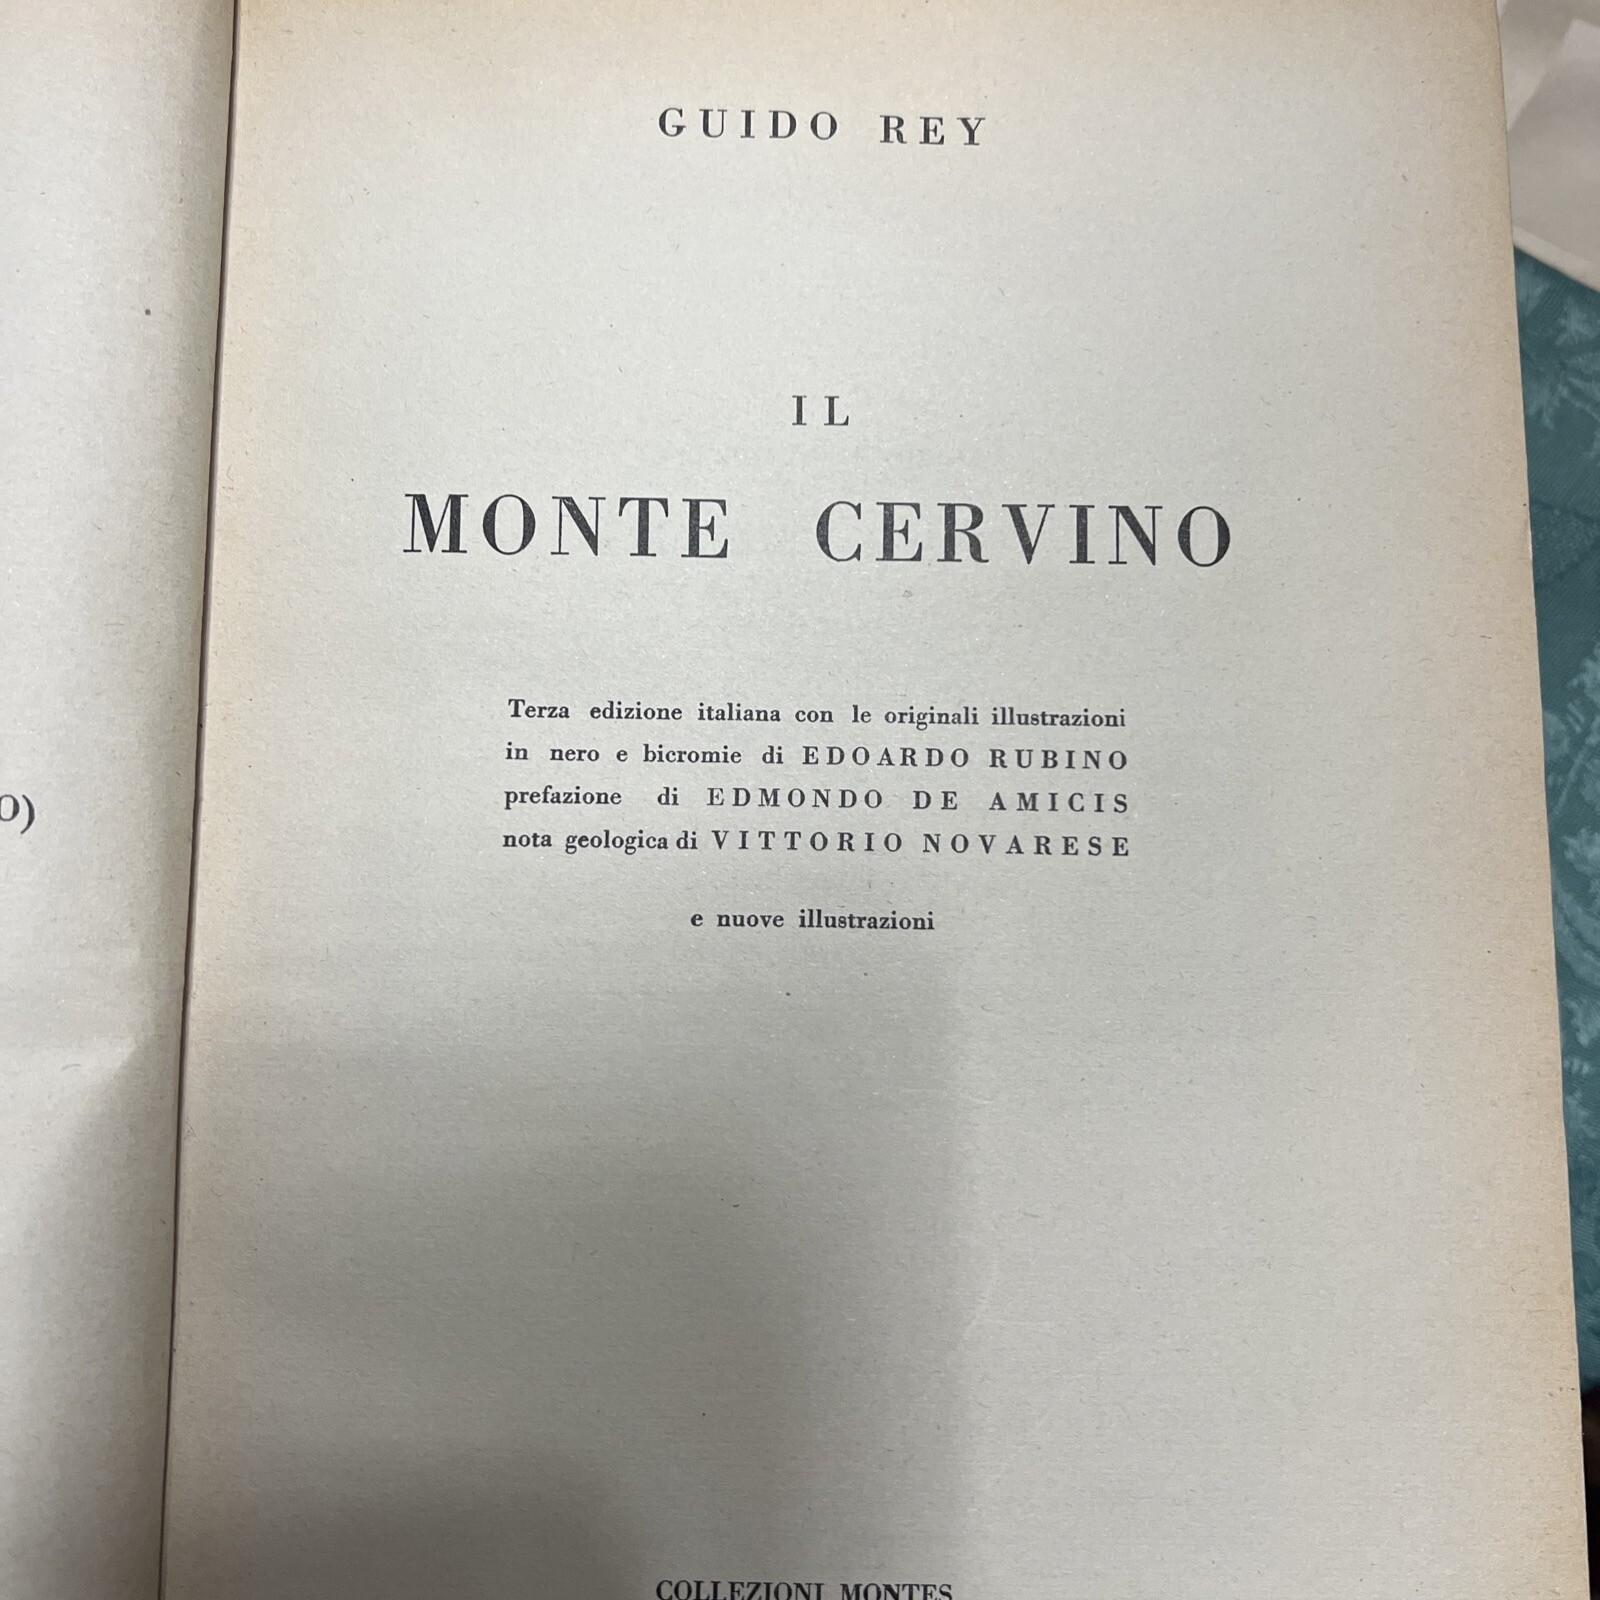 O)
GUIDO REY
IL
MONTE CERVINO
Terza edizione italiana con le originali illustrazioni
in nero e bicromie di EDOARDO RUBINO
prefazione di EDMONDO DE AMICIS
nota geologica di VITTORIO NOVARESE
e nuove illustrazioni
COLLEZIONI MONTES